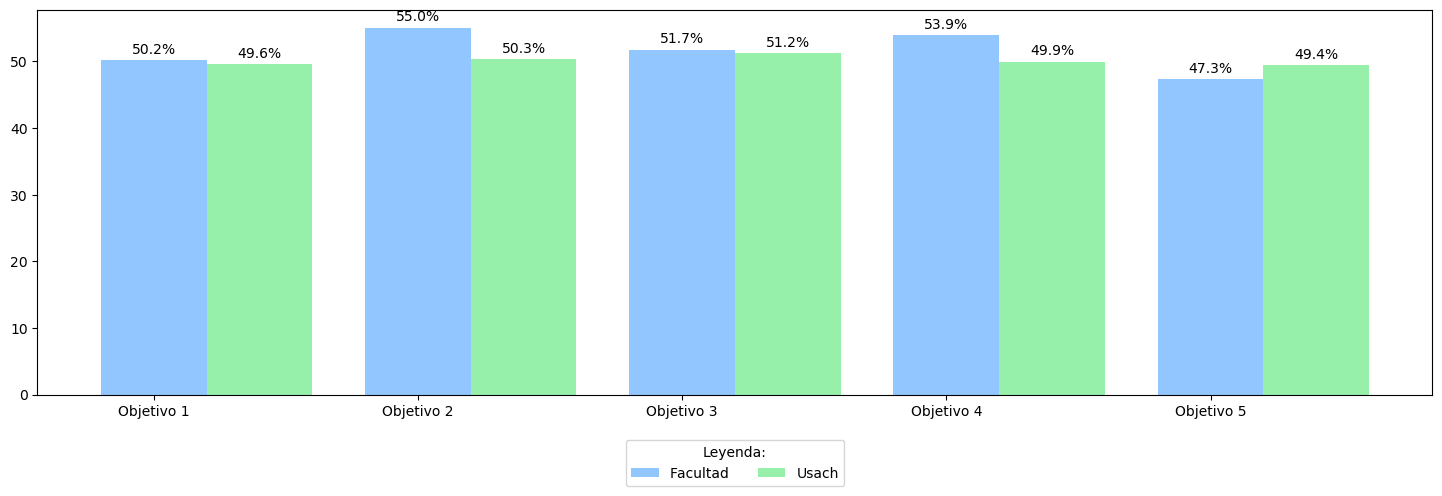 55.0%
53.9%
50.2%
49.6%
50.3%
51.7%
51.2%
49.9%
47.3%
49.4%
50
40
30
20
10
0
Objetivo 1
Objetivo 2
Objetivo 3
Objetivo 4
Objetivo 5
Leyenda:
Facultad
Usach